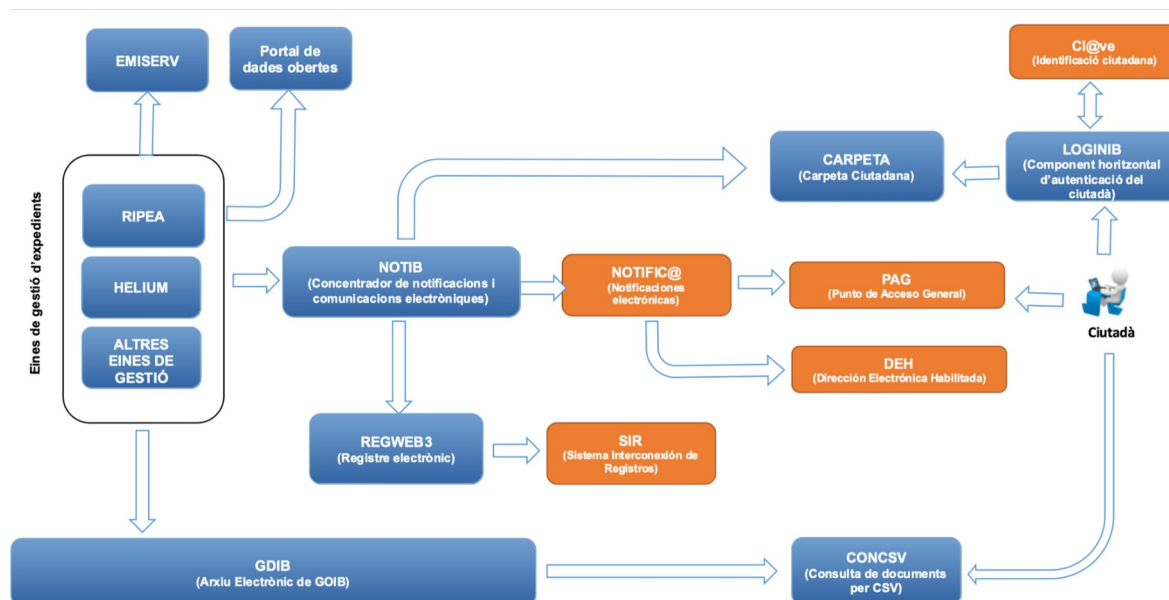 EMISERV
Portal de
dades obertes
Cl@ve
(Identificació ciutadana)
LOGINIB
(Component horitzontal
d'autenticació del
ciutadà)
CARPETA
(Carpeta Ciutadana)
Eines de gestió d'expedients
RIPEA
HELIUM
ALTRES
EINES DE
GESTIÓ
NOTIB
(Concentrador de notificacions i
comunicacions electròniques)
NOTIFIC@
(Notificaciones
electrónicas)
PAG
(Punto de Acceso General)
Ciutadà
DEH
(Dirección Electrónica Habilitada)
REGWEB3
(Registre electrònic)
SIR
(Sistema Interconexión de
Registros)
GDIB
(Arxiu Electrònic de GOIB)
CONCSV
(Consulta de documents
per CSV)